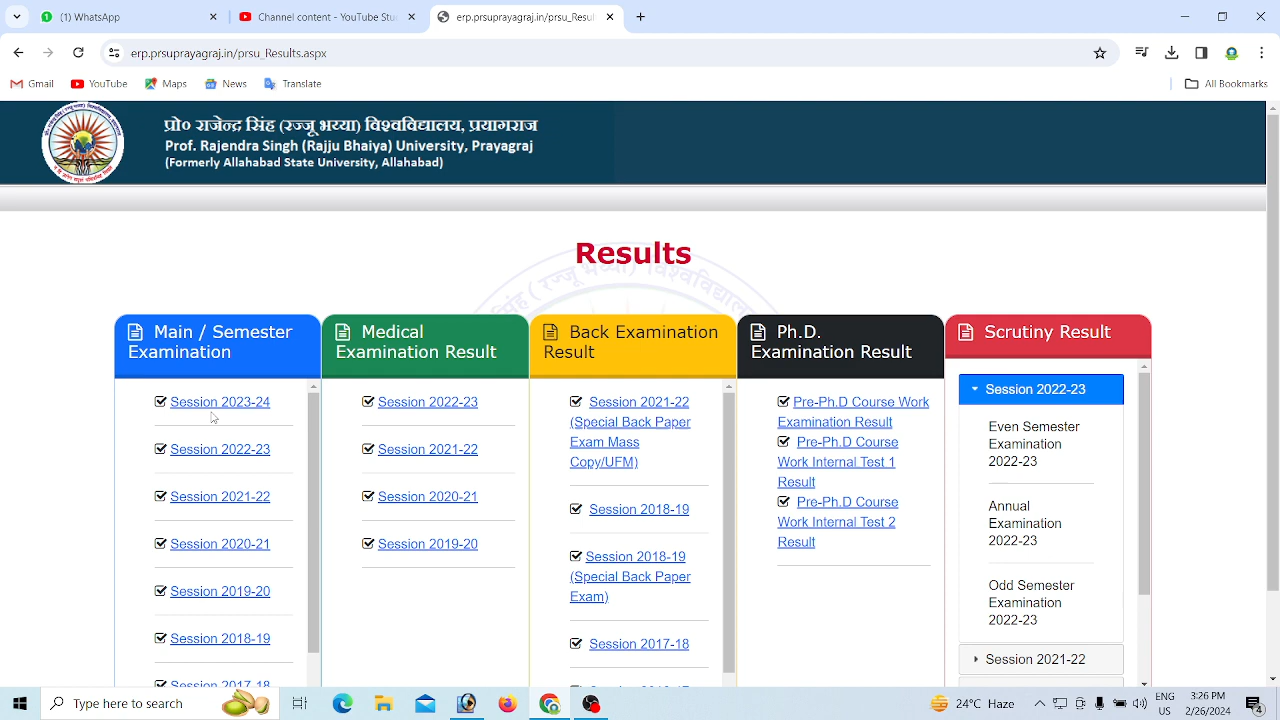 (1) WhatsApp
Channel content - YouTube Stu
erp.prsuprayagraj.in/prsu_Resul
erp.prsuprayagraj.in/prsu_Results.aspx
Gmail
YouTube
Maps
News
Translate
All Bookmarks
प्रो० राजेन्द्र सिंह (रज्जू भय्या) विश्वविद्यालय, प्रयागराज
Prof. Rajendra Singh (Rajju Bhaiya) University, Prayagraj
(Formerly Allahabad State University, Allahabad)
Results
Main / Semester
Examination
Session 2023-24
Session 2022-23
Session 2021-22
Session 2020-21
Session 2019-20
Session 2018-19
Session 2017-18
Medical
Examination Result
Session 2022-23
Session 2021-22
Session 2020-21
Session 2019-20
Back Examination
Result
Session 2021-22
(Special Back Paper
Exam Mass
Copy/UFM)
Session 2018-19
Session 2018-19
(Special Back Paper
Exam)
Session 2017-18
Ph.D.
Examination Result
Pre-Ph.D Course Work
Examination Result
Pre-Ph.D Course
Work Internal Test 1
Result
Pre-Ph.D Course
Work Internal Test 2
Result
Scrutiny Result
Session 2022-23
Even Semester
Examination
2022-23
Annual
Examination
2022-23
Odd Semester
Examination
2022-23
Session 2021-22
Type here to search
24°C Haze
ENG
IN
3:26 PM
2/26/2024
4